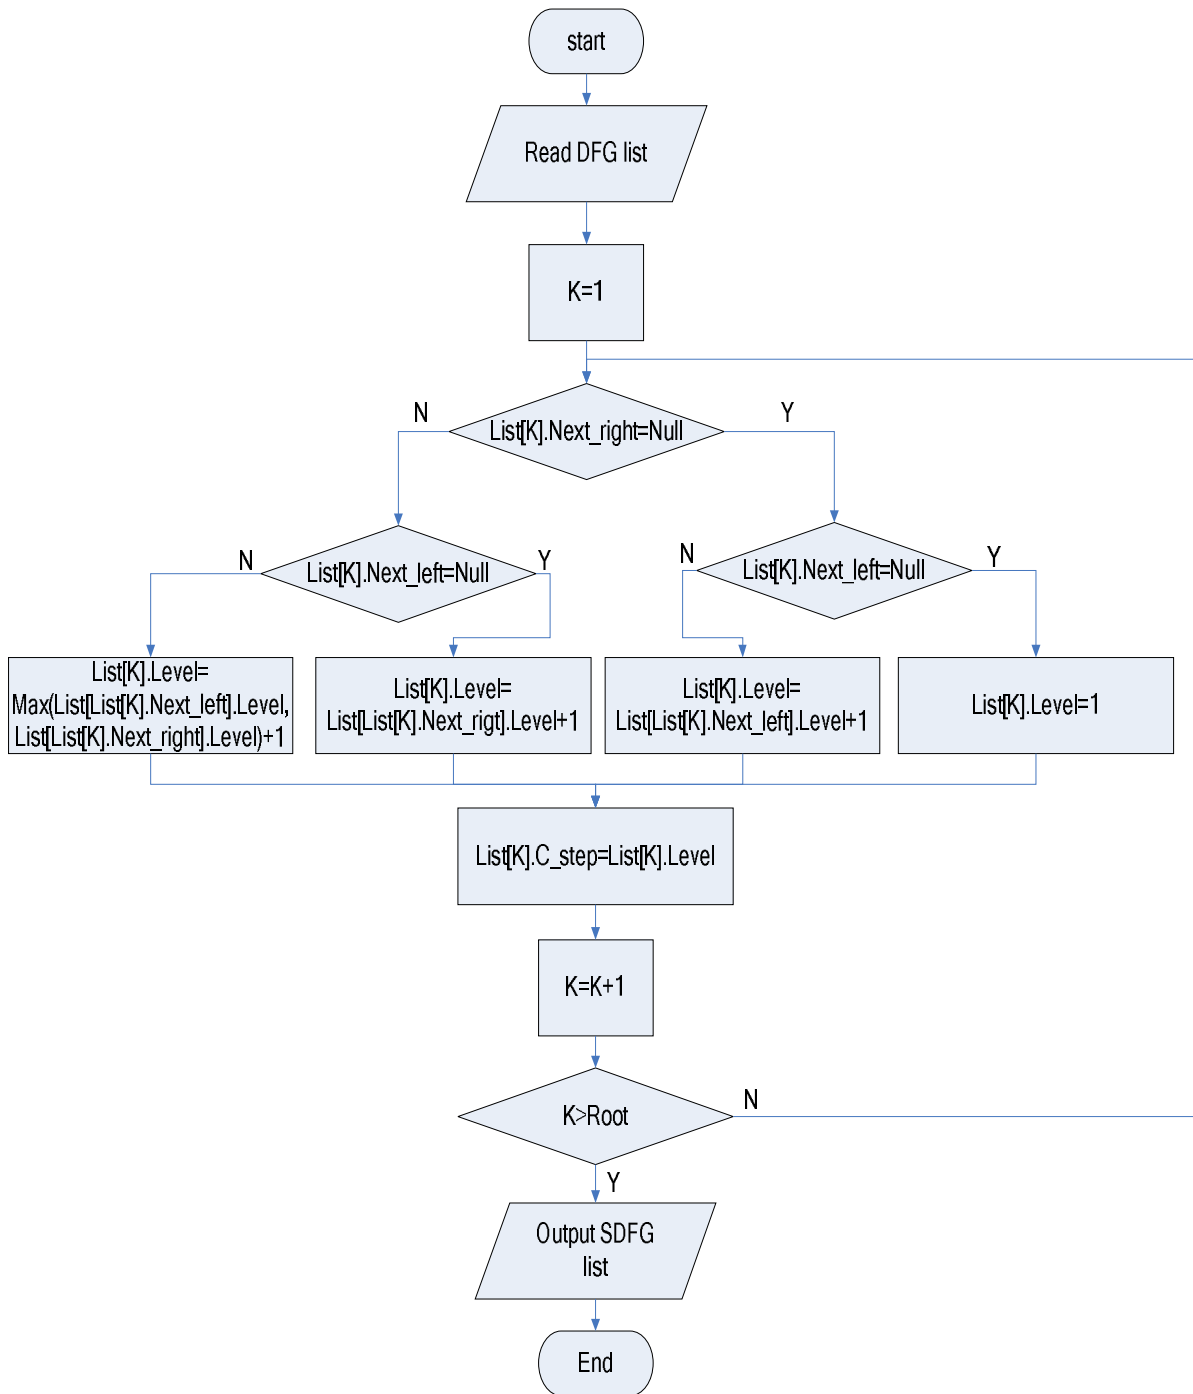 start
Read DFG list
K=1
N
Y
List[K].Next_right=Null
N
List[K].Next_left=Null
Y
N
List[K].Next_left=Null
Y
List[K].Level=
Max(List[List[K].Next_left].Level,
List[List[K].Next_right].Level)+1
List[K].Level=
List[List[K].Next_rigt].Level+1
List[K].Level=
List[List[K].Next_left].Level+1
List[K].Level=1
List[K].C_step=List[K].Level
K=K+1
K>Root
N
Y
Output SDFG
list
End